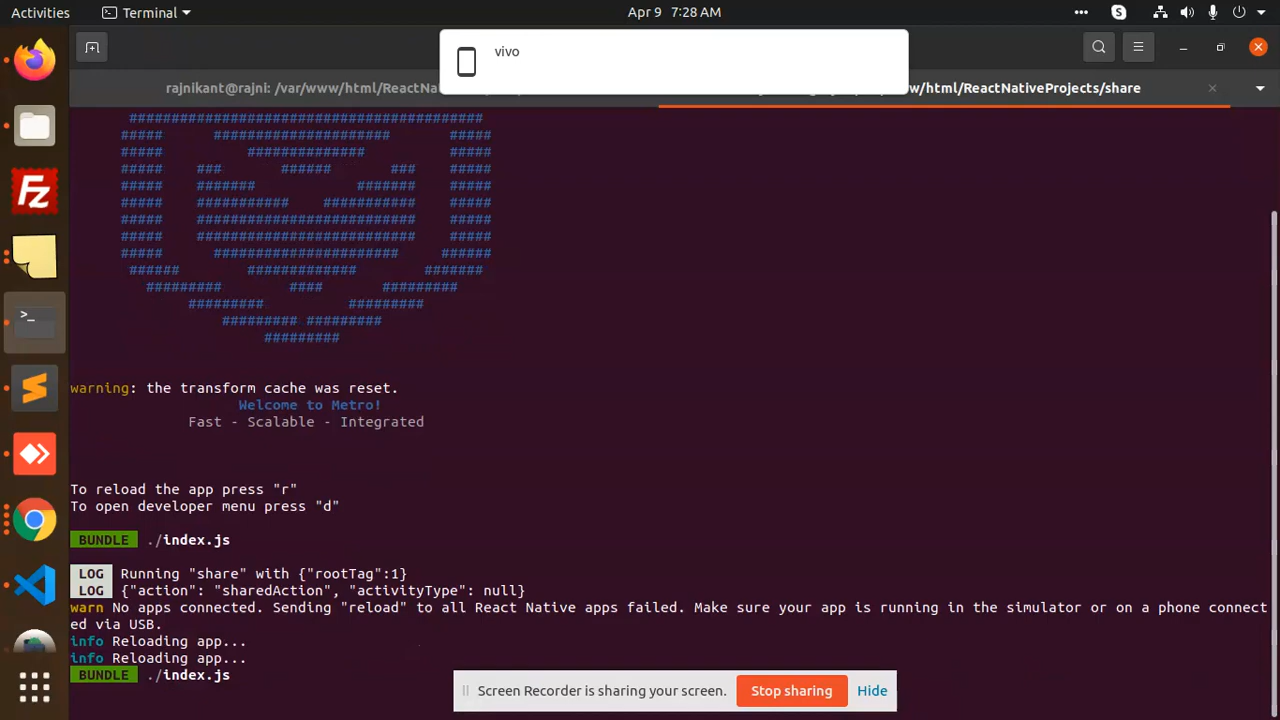 Activities
Terminal
Apr 9 7:28 AM
S
vivo
rajnikant@rajni: /var/www/html/ReactNa
w/html/ReactNativeProjects/share
##########################################
##### ##################### #####
##### ############## #####
##### ### ###### ### #####
##### ####### ####### #####
##### ########### ########### #####
##### ########################## #####
##### ########################## #####
##### ###################### ######
###### ############# #######
######### #### #########
######### #########
######### #########
#########
warning: the transform cache was reset.
Welcome to Metro!
Fast - Scalable - Integrated
To reload the app press "r"
To open developer menu press "d"
BUNDLE ./index.js
LOG Running "share" with {"rootTag":1}
LOG {"action": "sharedAction", "activityType": null}
warn No apps connected. Sending "reload" to all React Native apps failed. Make sure your app is running in the simulator or on a phone connect
ed via USB.
info Reloading app...
info Reloading app...
BUNDLE ./index.js
Screen Recorder is sharing your screen.
Stop sharing
Hide
Fz
>_